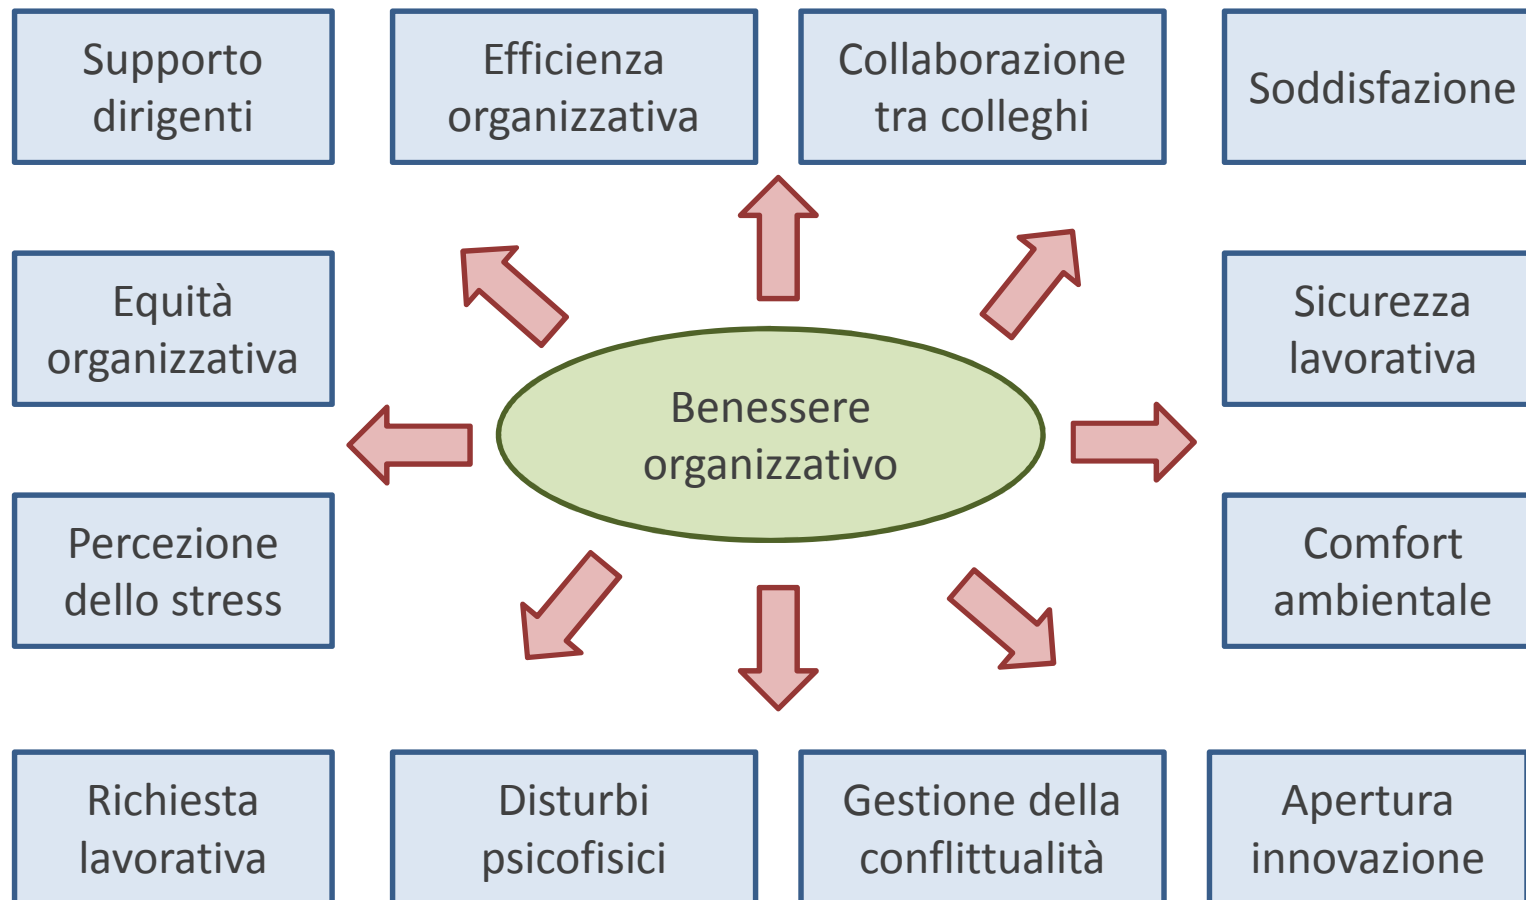 Supporto
dirigenti
Efficienza
organizzativa
Collaborazione
tra colleghi
Soddisfazione
Equità
organizzativa
Sicurezza
lavorativa
Benessere
organizzativo
Percezione
dello stress
Comfort
ambientale
Richiesta
lavorativa
Disturbi
psicofisici
Gestione della
conflittualità
Apertura
innovazione